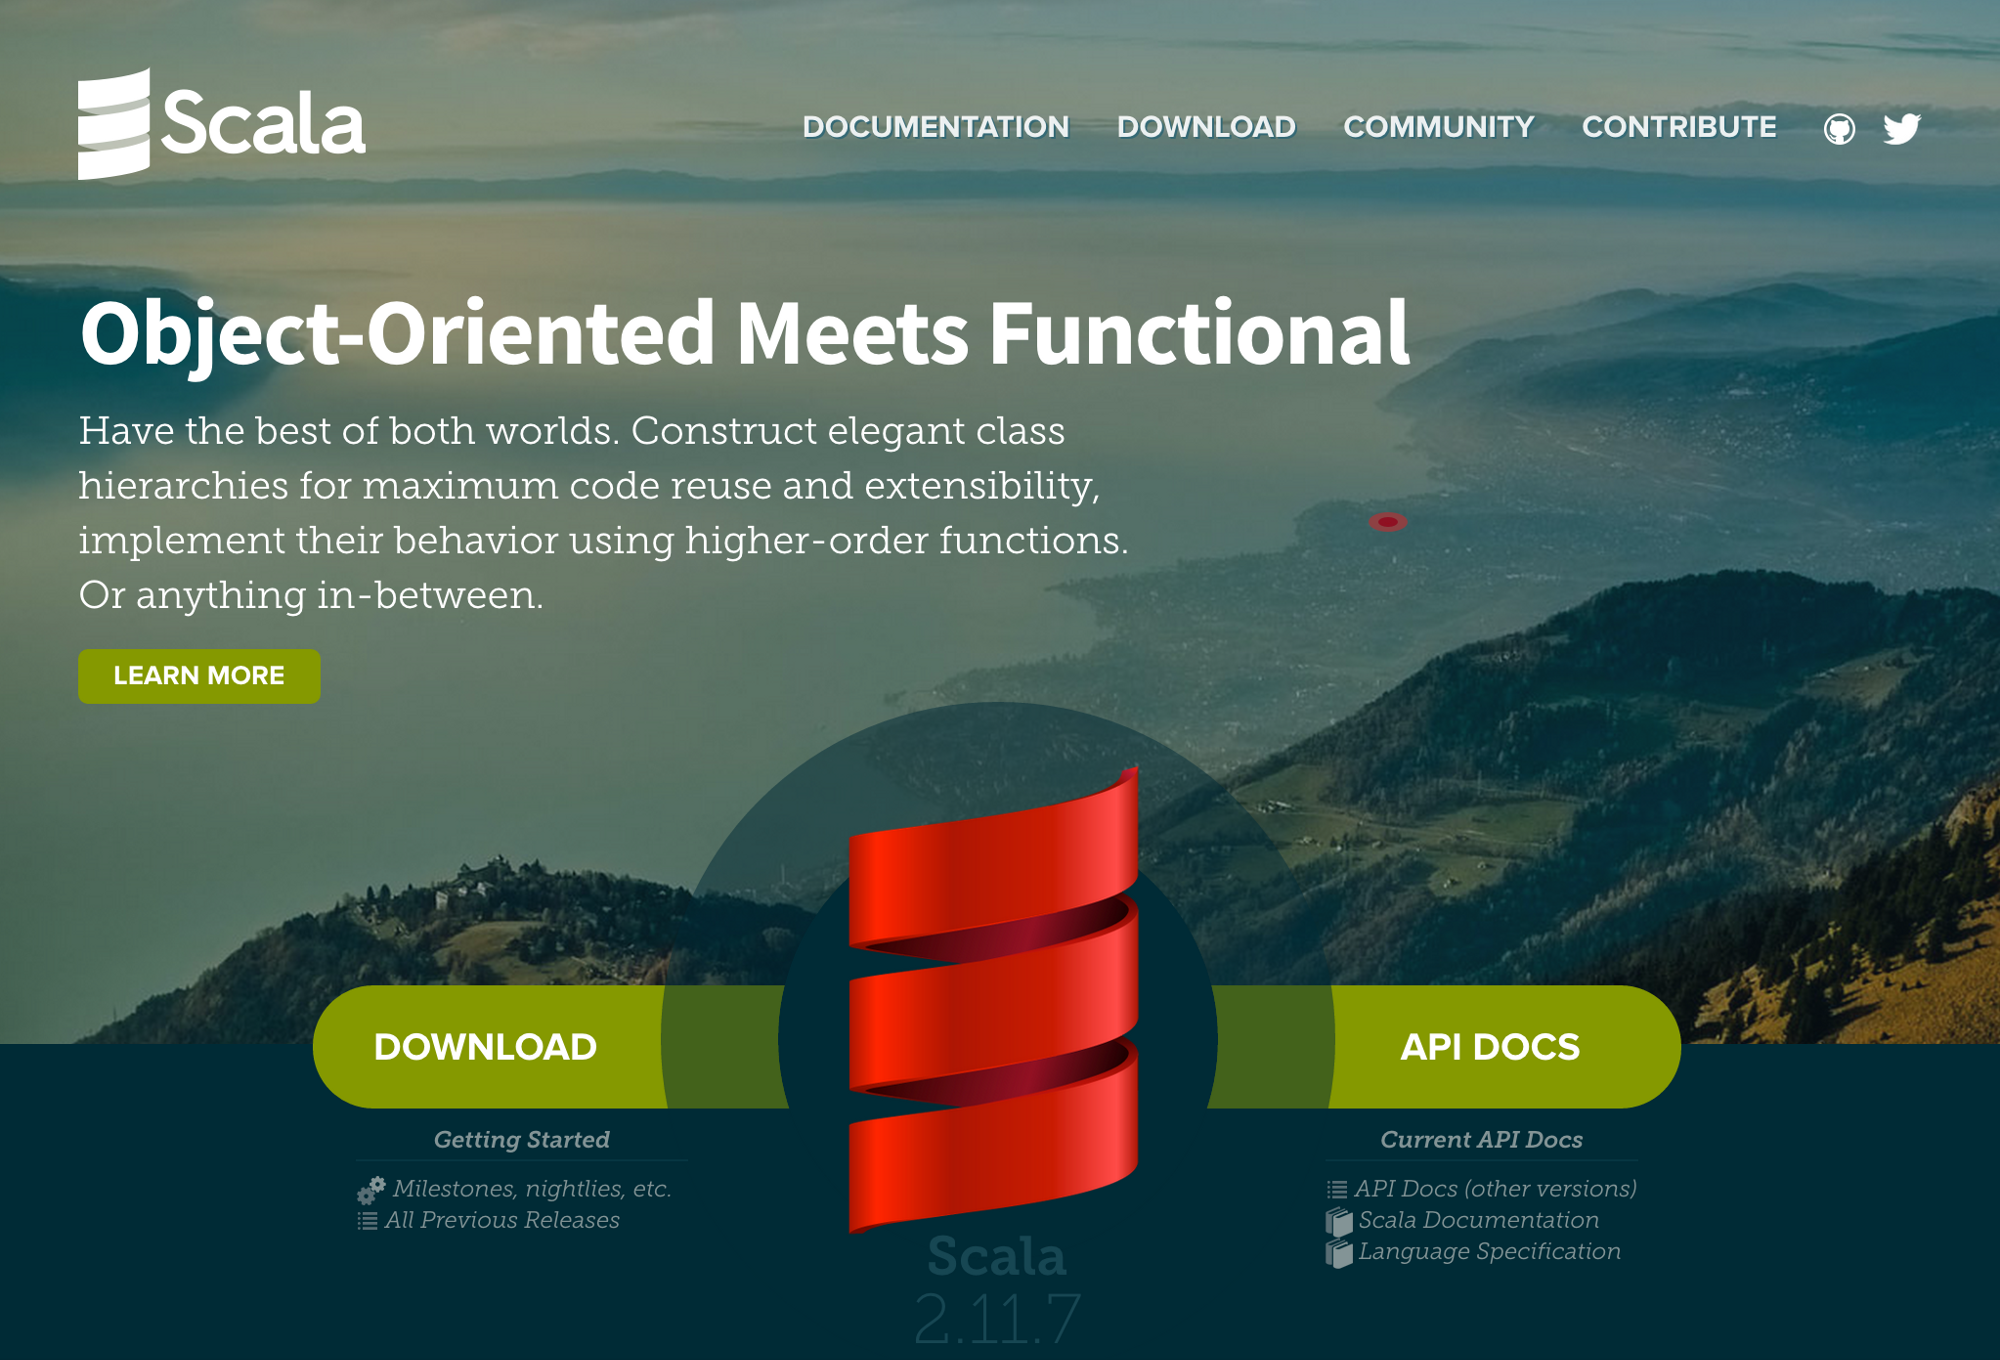 Scala
DOCUMENTATION DOWNLOAD COMMUNITY CONTRIBUTE
Object-Oriented Meets Functional
Have the best of both worlds. Construct elegant class
hierarchies for maximum code reuse and extensibility,
implement their behavior using higher-order functions.
Or anything in-between.
LEARN MORE
DOWNLOAD
Getting Started
Milestones, nightlies, etc.
All Previous Releases
API DOCS
Current API Docs
API Docs (other versions)
Scala Documentation
Language Specification
Scala
2.11.7